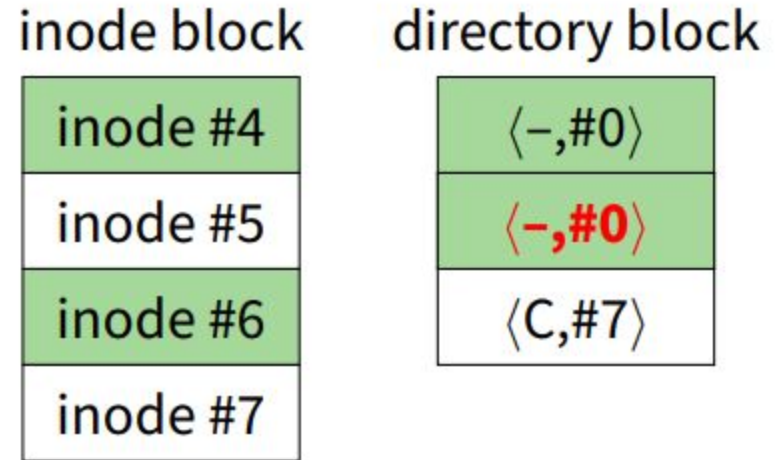 inode block
inode #4
inode #5
inode #6
inode #7
directory block
⟨–,#0⟩
⟨–,#0⟩
⟨C,#7⟩